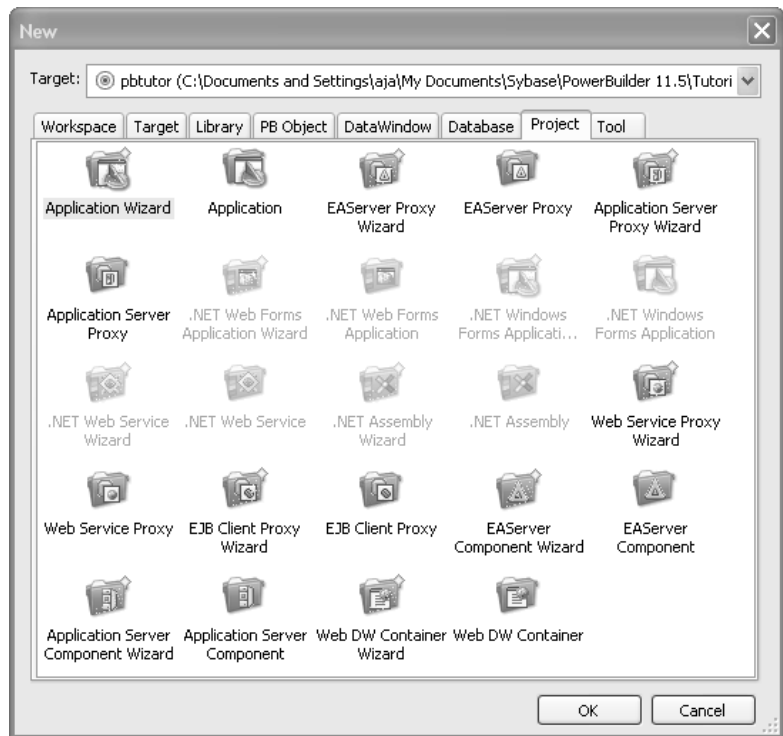 New
Target: pbtutor (C:\Documents and Settings\aja\My Documents\Sybase\PowerBuilder 11.5\Tutori
Workspace Target Library PB Object DataWindow Database Project Tool
Application Wizard
Application
EAServer Proxy
Wizard
EAServer Proxy
Application Server
Proxy Wizard
Application Server
Proxy
.NET Web Forms
Application Wizard
.NET Web Forms
Application
.NET Windows
Forms Applicati...
.NET Windows
Forms Application
.NET Web Service
Wizard
.NET Web Service
.NET Assembly
Wizard
.NET Assembly
Web Service Proxy
Wizard
Web Service Proxy
EJB Client Proxy
Wizard
EJB Client Proxy
EAServer
Component Wizard
EAServer
Component
Application Server
Component Wizard
Application Server
Component
Web DW Container
Wizard
Web DW Container
OK
Cancel